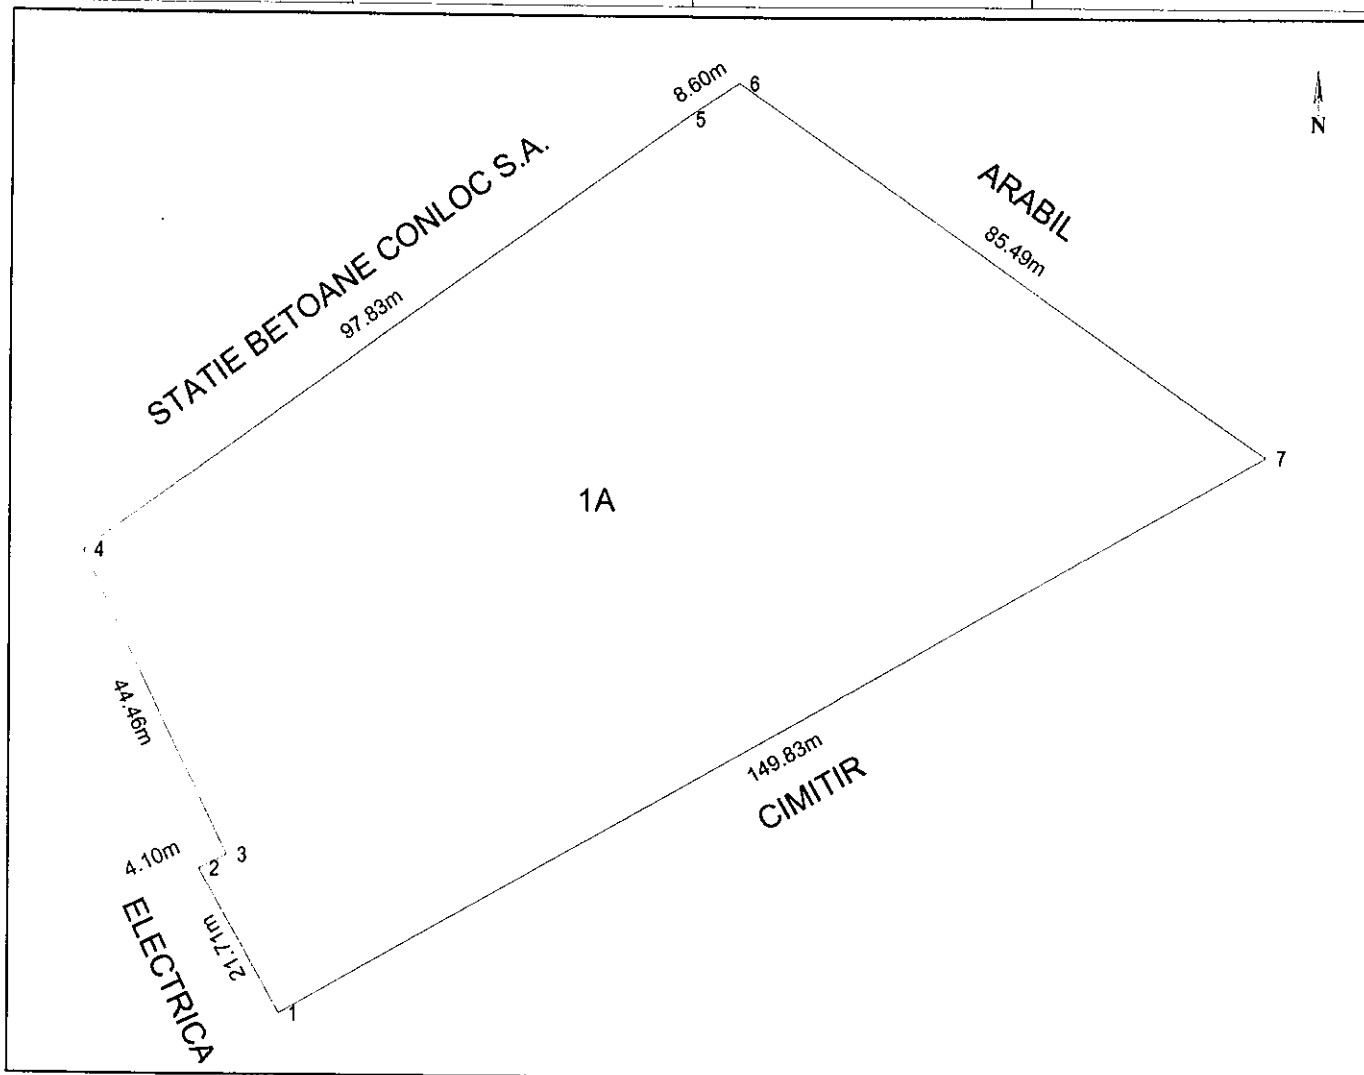 8.60m
6
5
N
ARABIL
85.49m
STATIE BETOANE CONLOC S.A.
97.83m
7
1A
4
44.46m
149.83m
CIMITIR
4.10m
3
2
ELECTRICA
21.71m
1